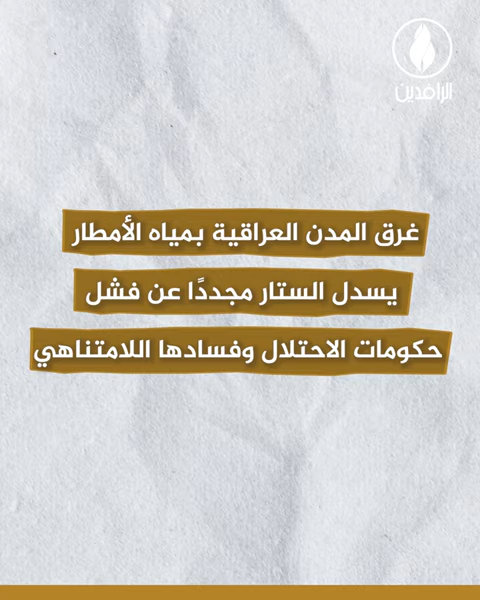 الرافدين
غرق المدن العراقية بمياه الأمطار
يسدل الستار مجددًا عن فشل
حكومات الاحتلال وفسادها اللامتناهي